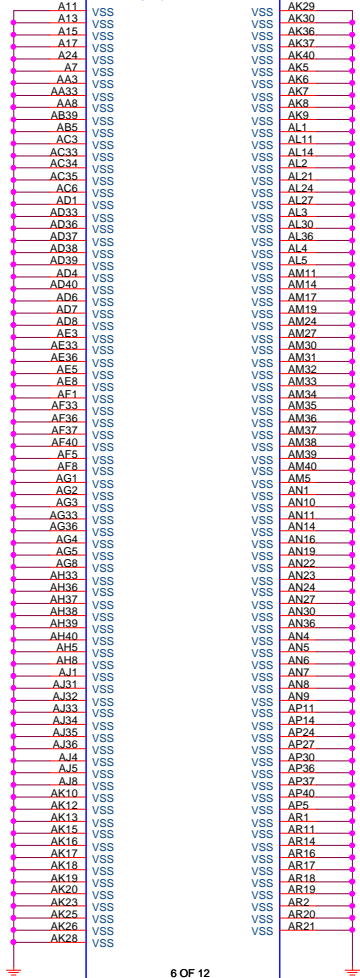 A11 VSS VSS AK29
A13 VSS VSS AK30
A15 VSS VSS AK36
A17 VSS VSS AK37
A24 VSS VSS AK40
A7 VSS VSS AK5
AA3 VSS VSS AK6
AA33 VSS VSS AK7
AA8 VSS VSS AK8
AB39 VSS VSS AK9
AB5 VSS VSS AL1
AC3 VSS VSS AL11
AC33 VSS VSS AL14
AC34 VSS VSS AL2
AC35 VSS VSS AL21
AC6 VSS VSS AL24
AD1 VSS VSS AL27
AD33 VSS VSS AL3
AD36 VSS VSS AL30
AD37 VSS VSS AL36
AD38 VSS VSS AL4
AD39 VSS VSS AL5
AD4 VSS VSS AM11
AD40 VSS VSS AM14
AD6 VSS VSS AM17
AD7 VSS VSS AM19
AD8 VSS VSS AM24
AE3 VSS VSS AM27
AE33 VSS VSS AM30
AE36 VSS VSS AM31
AE5 VSS VSS AM32
AE8 VSS VSS AM33
AF1 VSS VSS AM34
AF33 VSS VSS AM35
AF36 VSS VSS AM36
AF37 VSS VSS AM37
AF40 VSS VSS AM38
AF5 VSS VSS AM39
AF8 VSS VSS AM40
AG1 VSS VSS AM5
AG2 VSS VSS AN1
AG3 VSS VSS AN10
AG33 VSS VSS AN11
AG36 VSS VSS AN14
AG4 VSS VSS AN16
AG5 VSS VSS AN19
AG8 VSS VSS AN22
AH33 VSS VSS AN23
AH36 VSS VSS AN24
AH37 VSS VSS AN27
AH38 VSS VSS AN30
AH39 VSS VSS AN36
AH40 VSS VSS AN4
AH5 VSS VSS AN5
AH8 VSS VSS AN6
AJ1 VSS VSS AN7
AJ31 VSS VSS AN8
AJ32 VSS VSS AN9
AJ33 VSS VSS AP11
AJ34 VSS VSS AP14
AJ35 VSS VSS AP24
AJ36 VSS VSS AP27
AJ4 VSS VSS AP30
AJ5 VSS VSS AP36
AJ8 VSS VSS AP37
AK10 VSS VSS AP40
AK12 VSS VSS AP5
AK13 VSS VSS AR1
AK15 VSS VSS AR11
AK16 VSS VSS AR14
AK17 VSS VSS AR16
AK18 VSS VSS AR17
AK19 VSS VSS AR18
AK20 VSS VSS AR19
AK23 VSS VSS AR2
AK25 VSS VSS AR20
AK26 VSS VSS AR21
AK28 VSS
6 OF 12